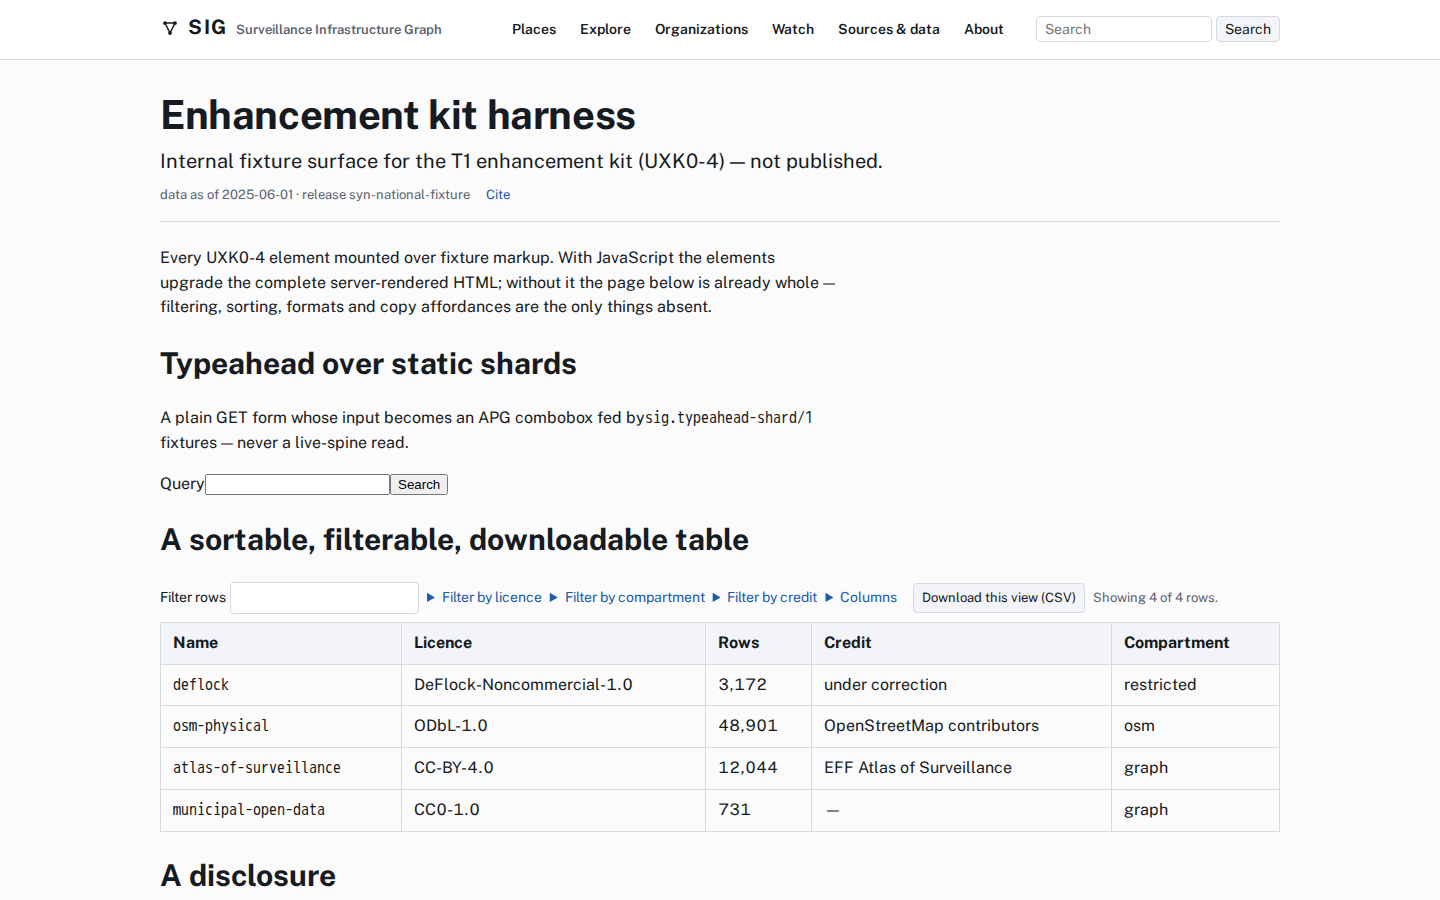 SIG Surveillance Infrastructure Graph Places Explore Organizations Watch Sources & data About Search Search
Enhancement kit harness
Internal fixture surface for the T1 enhancement kit (UXK0-4) — not published.
data as of 2025-06-01 · release syn-national-fixture Cite
Every UXK0-4 element mounted over fixture markup. With JavaScript the elements
upgrade the complete server-rendered HTML; without it the page below is already whole —
filtering, sorting, formats and copy affordances are the only things absent.
Typeahead over static shards
A plain GET form whose input becomes an APG combobox fed bysig.typeahead-shard/1
fixtures — never a live-spine read.
Query Search
A sortable, filterable, downloadable table
Filter rows Filter by licence Filter by compartment Filter by credit Columns Download this view (CSV) Showing 4 of 4 rows.
Name Licence Rows Credit Compartment
deflock DeFlock-Noncommercial-1.0 3,172 under correction restricted
osm-physical ODbL-1.0 48,901 OpenStreetMap contributors osm
atlas-of-surveillance CC-BY-4.0 12,044 EFF Atlas of Surveillance graph
municipal-open-data CC0-1.0 731 — graph
A disclosure